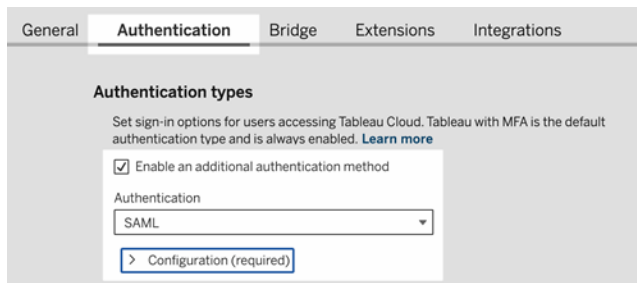 General Authentication Bridge Extensions Integrations
Authentication types
Set sign-in options for users accessing Tableau Cloud. Tableau with MFA is the default
authentication type and is always enabled. Learn more
Enable an additional authentication method
Authentication
SAML
Configuration (required)